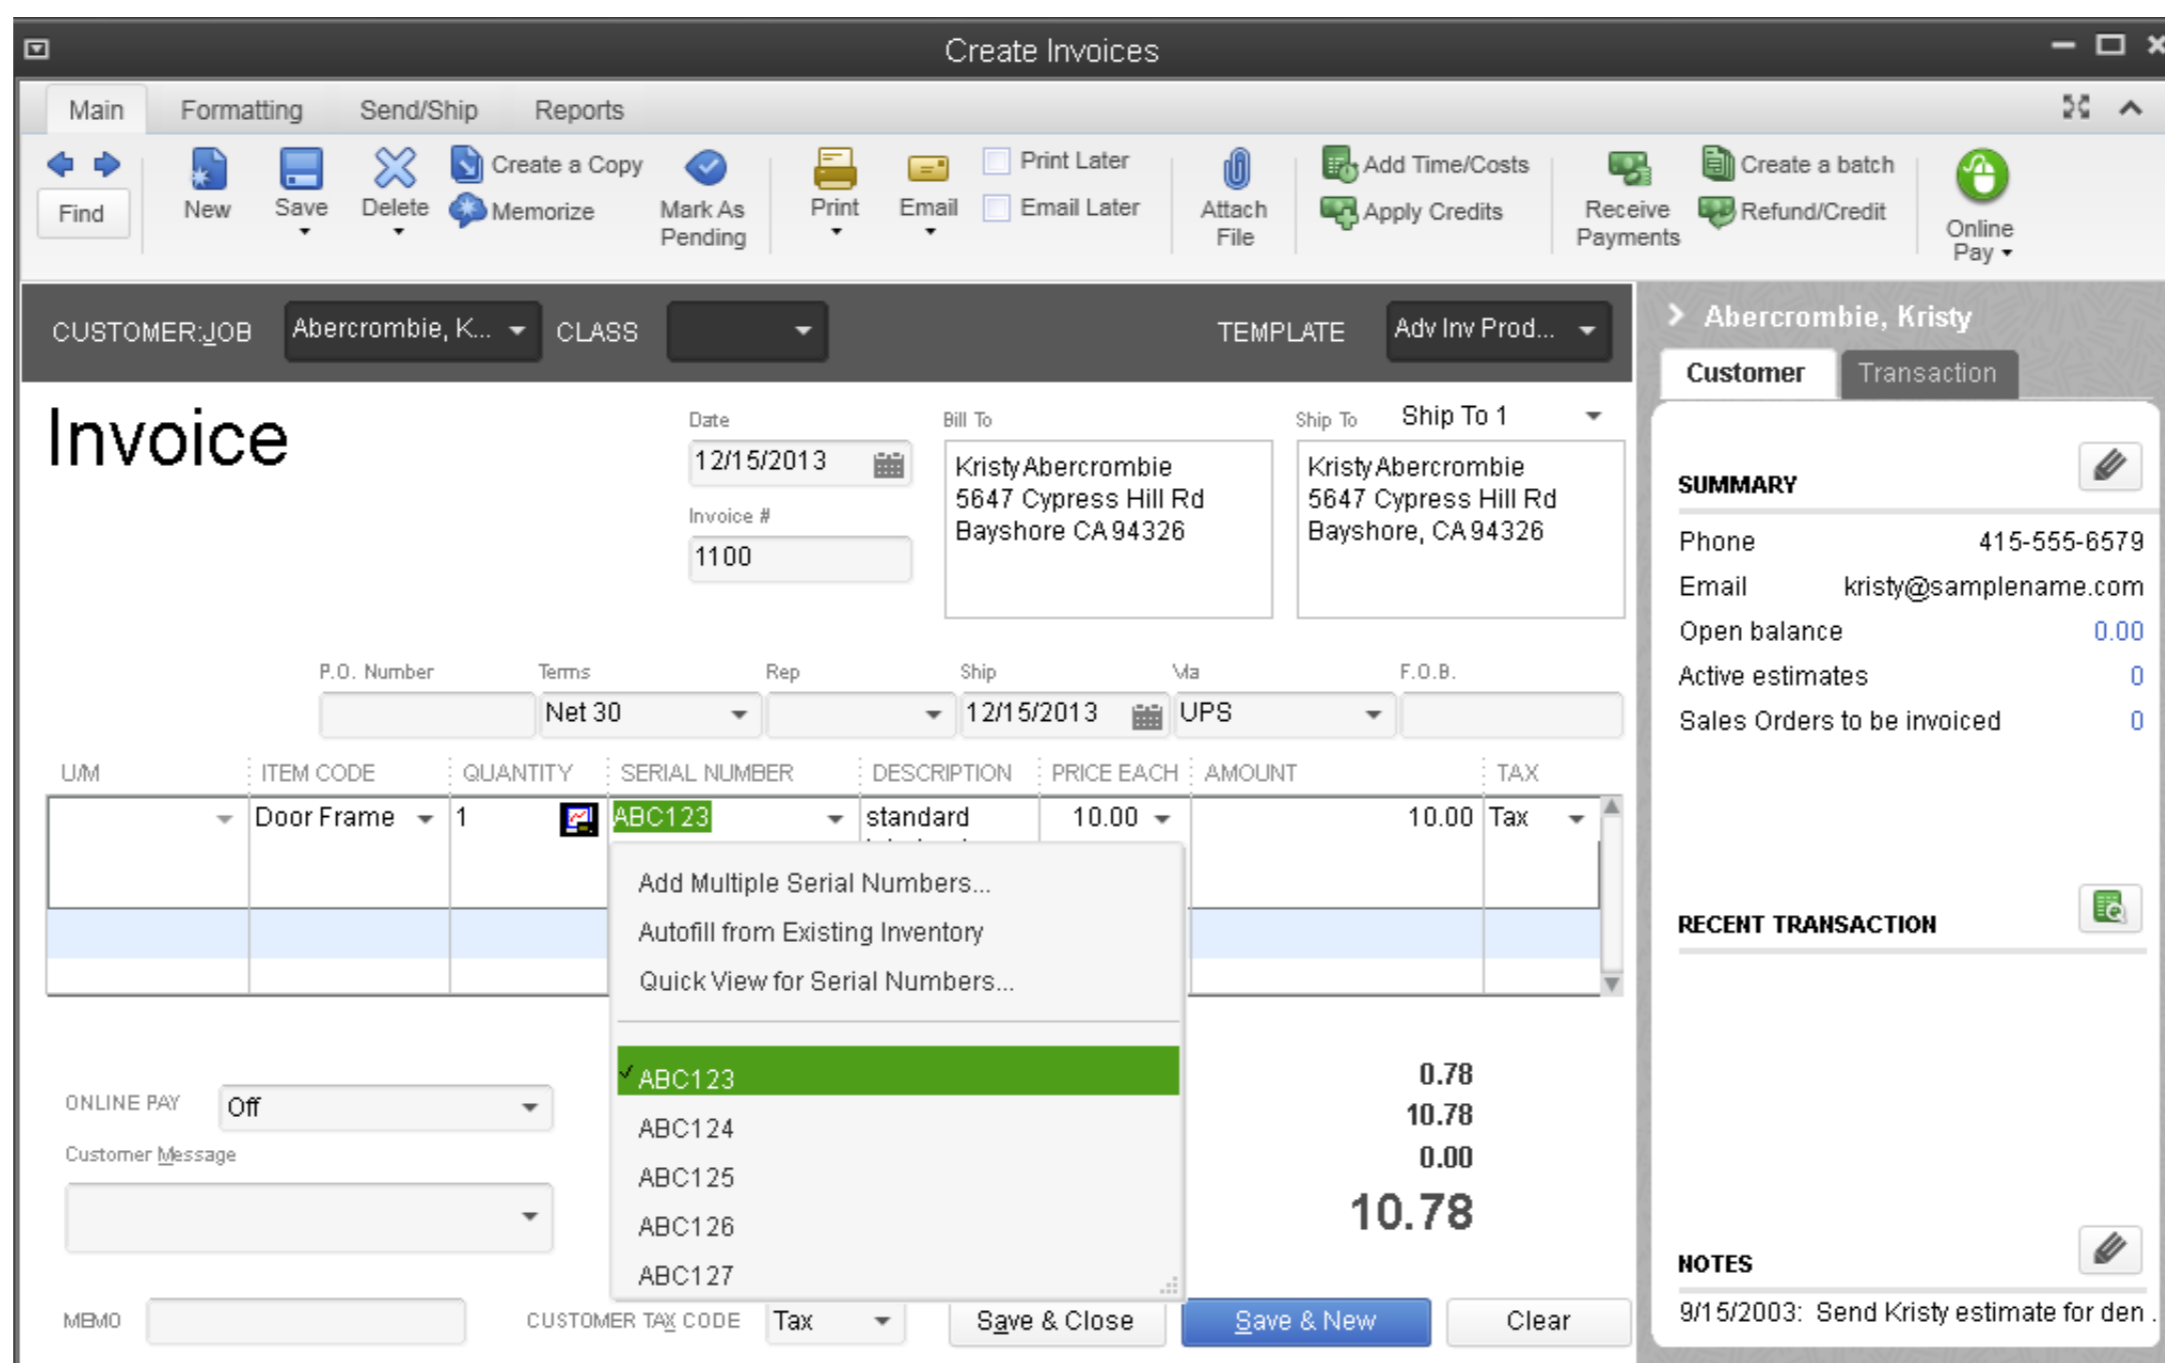 Create Invoices
Main Formatting Send/Ship Reports
Find
New
Save
Delete
Create a Copy
Memorize
Mark As
Pending
Print
Email
Print Later
Email Later
Attach
File
Add Time/Costs
Apply Credits
Receive
Payments
Create a batch
Refund/Credit
Online
Pay
CUSTOMER:JOB Abercrombie, K... CLASS TEMPLATE Adv Inv Prod...
Invoice
Date
12/15/2013
Invoice #
1100
Bill To
Kristy Abercrombie
5647 Cypress Hill Rd
Bayshore CA 94326
Ship To Ship To 1
Kristy Abercrombie
5647 Cypress Hill Rd
Bayshore, CA 94326
P.O. Number Terms Rep Ship Via F.O.B.
Net 30 12/15/2013 UPS
U/M ITEM CODE QUANTITY SERIAL NUMBER DESCRIPTION PRICE EACH AMOUNT TAX
Door Frame 1 ABC123 standard 10.00 10.00 Tax
Add Multiple Serial Numbers...
Autofill from Existing Inventory
Quick View for Serial Numbers...
ABC123
ABC124
ABC125
ABC126
ABC127
0.78
10.78
0.00
10.78
ONLINE PAY Off
Customer Message
MEMO
CUSTOMER TAX CODE Tax
Save & Close Save & New Clear
Abercrombie, Kristy
Customer Transaction
SUMMARY
Phone 415-555-6579
Email kristy@samplename.com
Open balance 0.00
Active estimates 0
Sales Orders to be invoiced 0
RECENT TRANSACTION
NOTES
9/15/2003: Send Kristy estimate for den .